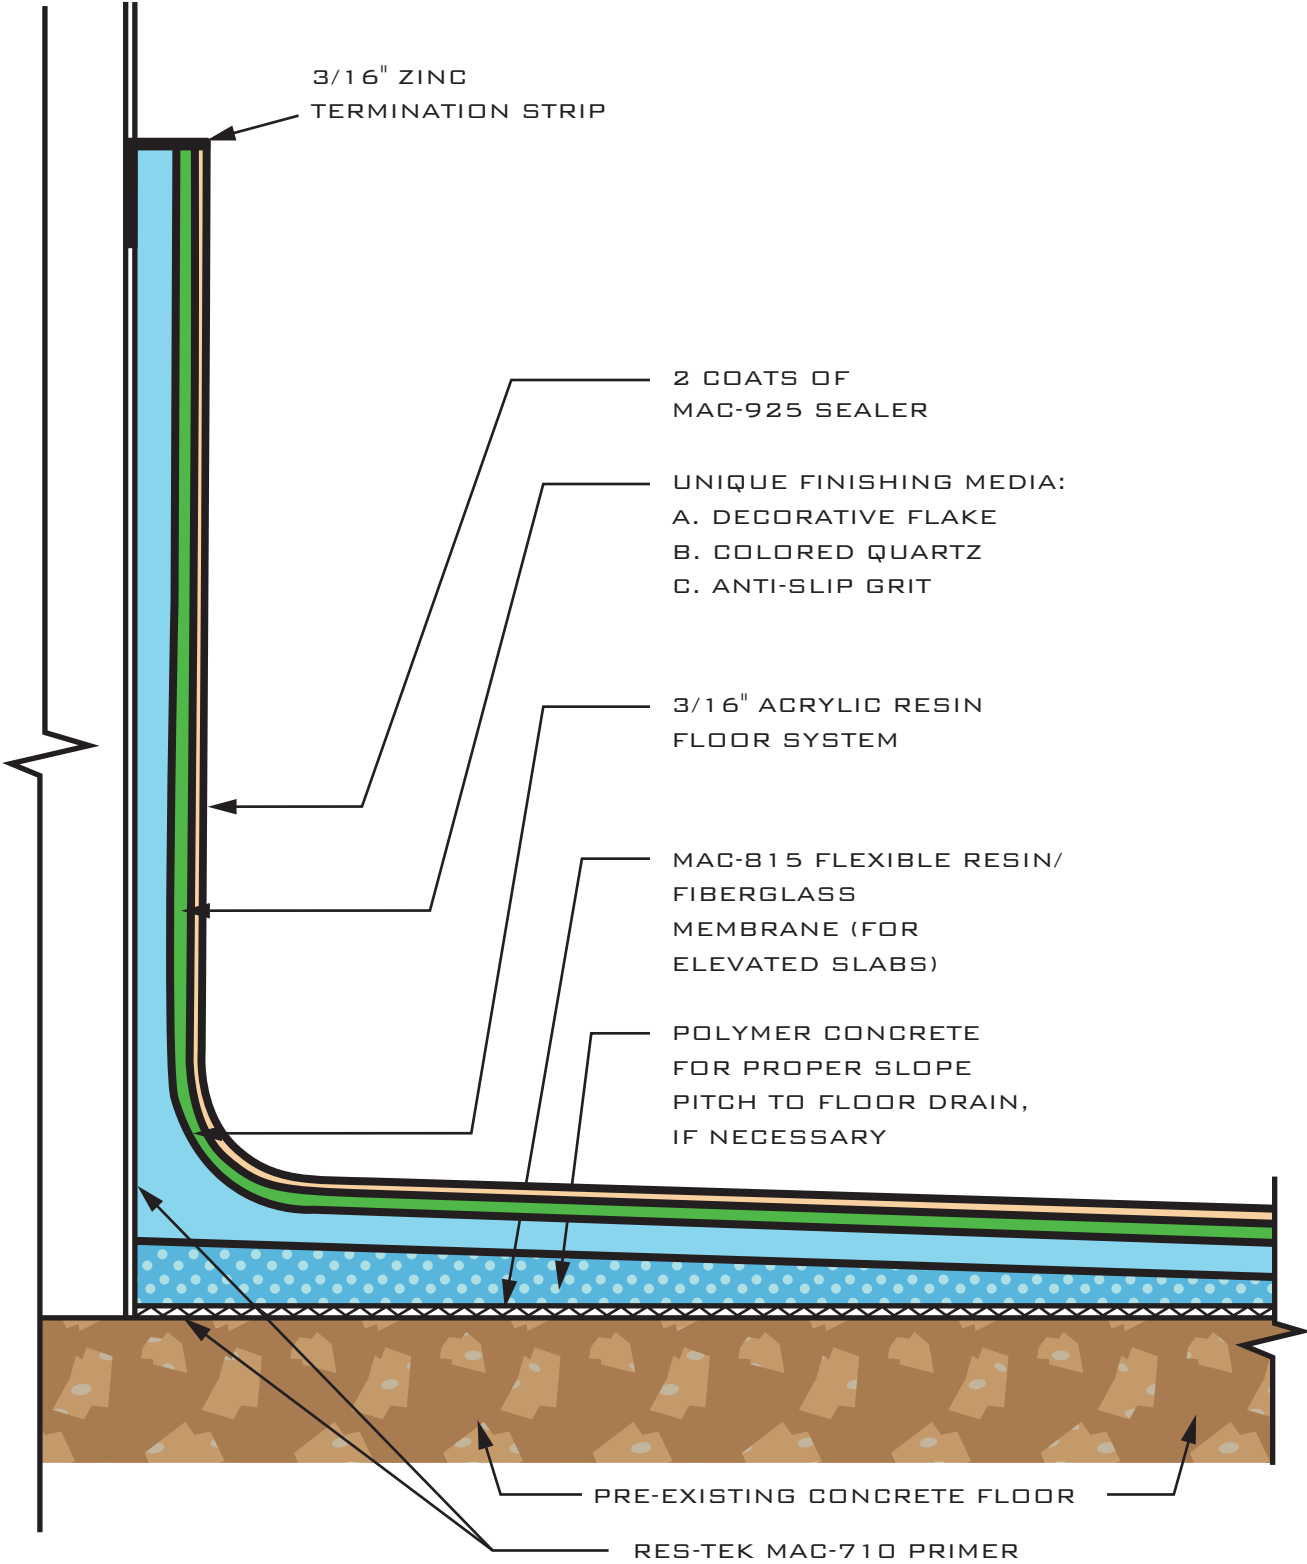 3/16" ZINC
TERMINATION STRIP
2 COATS OF
MAC-925 SEALER
UNIQUE FINISHING MEDIA:
A. DECORATIVE FLAKE
B. COLORED QUARTZ
C. ANTI-SLIP GRIT
3/16" ACRYLIC RESIN
FLOOR SYSTEM
MAC-815 FLEXIBLE RESIN/
FIBERGLASS
MEMBRANE (FOR
ELEVATED SLABS)
POLYMER CONCRETE
FOR PROPER SLOPE
PITCH TO FLOOR DRAIN,
IF NECESSARY
PRE-EXISTING CONCRETE FLOOR
RES-TEK MAC-710 PRIMER